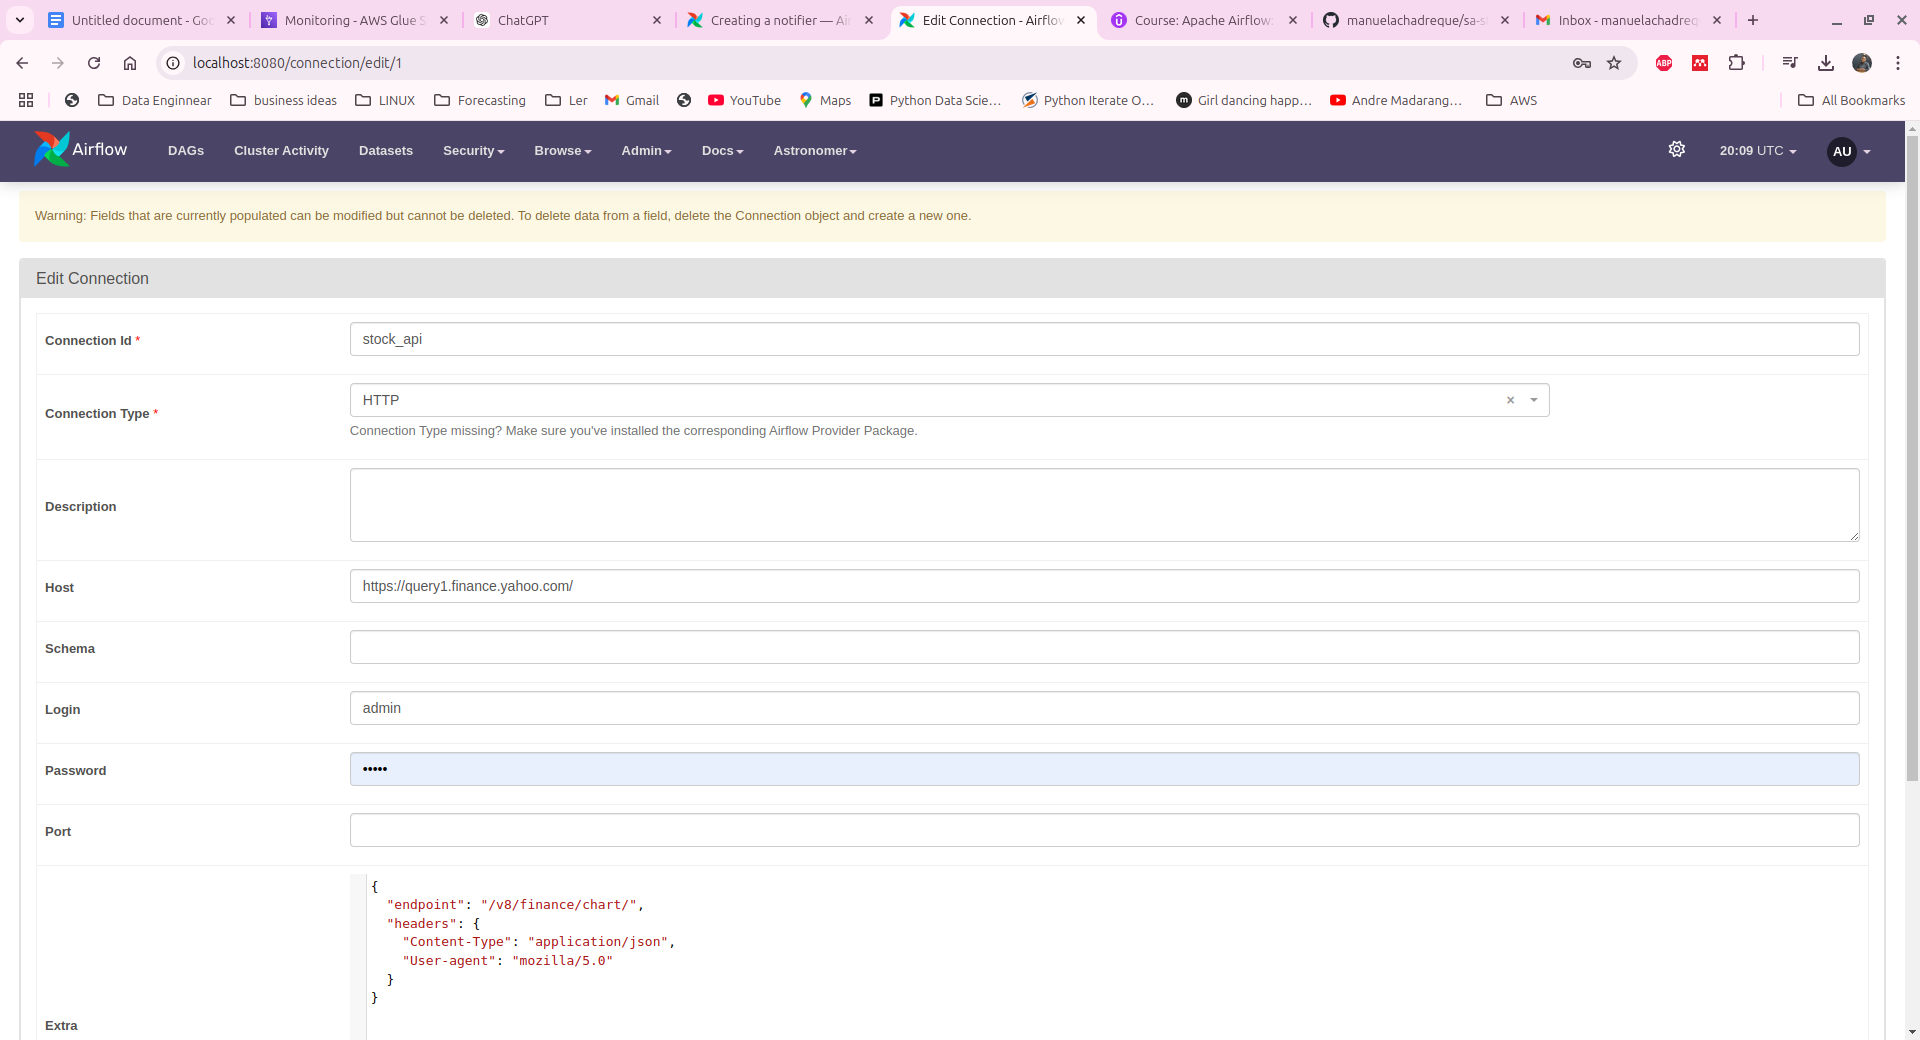 Untitled document - Goo
Monitoring - AWS Glue S
ChatGPT
Creating a notifier — Air
Edit Connection - Airflow
Course: Apache Airflow:
manuelachadreque/sa-s
Inbox - manuelachadreq
localhost:8080/connection/edit/1
ABP
Data Enginnear
business ideas
LINUX
Forecasting
Ler
Gmail
YouTube
Maps
Python Data Scie...
Python Iterate O...
m
Girl dancing happ...
Andre Madarang...
AWS
All Bookmarks
Airflow
DAGs
Cluster Activity
Datasets
Security
Browse
Admin
Docs
Astronomer
20:09 UTC
AU
Warning: Fields that are currently populated can be modified but cannot be deleted. To delete data from a field, delete the Connection object and create a new one.
Edit Connection
Connection Id *
stock_api
Connection Type *
HTTP
Connection Type missing? Make sure you've installed the corresponding Airflow Provider Package.
Description
Host
https://query1.finance.yahoo.com/
Schema
Login
admin
Password
•••••
Port
{
"endpoint": "/v8/finance/chart/",
"headers": {
"Content-Type": "application/json",
"User-agent": "mozilla/5.0"
}
}
Extra